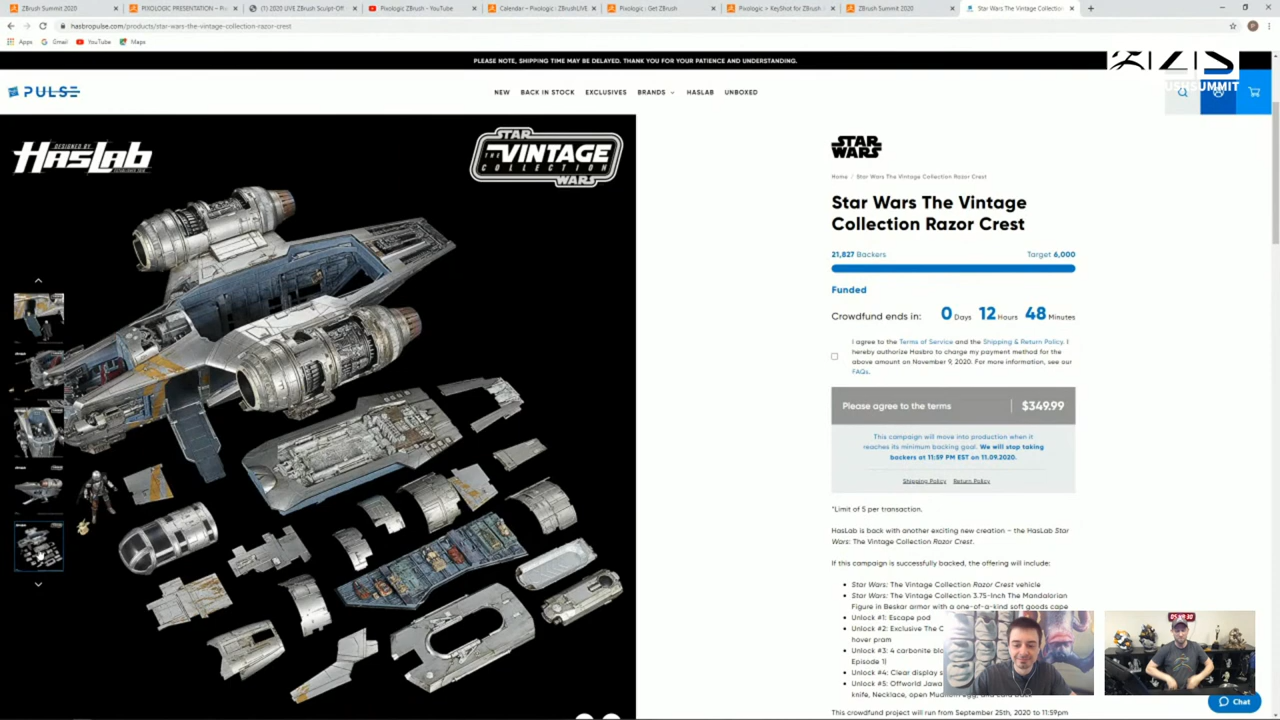 ZBrush Summit 2020
PIXOLOGIC PRESENTATION – Pi
(1) 2020 LIVE ZBrush Sculpt-Off
Pixologic ZBrush - YouTube
Calendar – Pixologic : ZBrushLIVE
Pixologic : Get ZBrush
Pixologic > KeyShot for ZBrush
ZBrush Summit 2020
Star Wars The Vintage Collection
hasbropulse.com/products/star-wars-the-vintage-collection-razor-crest
Apps
Gmail
YouTube
Maps
PLEASE NOTE, SHIPPING TIME MAY BE DELAYED. THANK YOU FOR YOUR PATIENCE AND UNDERSTANDING.
PULSE
NEW
BACK IN STOCK
EXCLUSIVES
BRANDS
HASLAB
UNBOXED
SUMMIT
DESIGNED BY
HASLAB
STAR
THE VINTAGE
COLLECTION
WARS
STAR
WARS
Home / Star Wars The Vintage Collection Razor Crest
Star Wars The Vintage
Collection Razor Crest
21,827 Backers
Target 6,000
Funded
Crowdfund ends in: 0 Days 12 Hours 48 Minutes
I agree to the Terms of Service and the Shipping & Return Policy. I
hereby authorize Hasbro to charge my payment method for the
above amount on November 9, 2020. For more information, see our
FAQs.
Please agree to the terms
$349.99
This campaign will move into production when it
reaches its minimum backing goal. We will stop taking
backers at 11:59 PM EST on 11.09.2020.
Shipping Policy
Return Policy
*Limit of 5 per transaction.
HasLab is back with another exciting new creation – the HasLab Star
Wars: The Vintage Collection Razor Crest.
If this campaign is successfully backed, the offering will include:
Star Wars: The Vintage Collection Razor Crest vehicle
Star Wars: The Vintage Collection 3.75-Inch The Mandalorian
Figure in Beskar armor with a one-of-a-kind soft goods cape
Unlock #1: Escape pod
Unlock #2: Exclusive The C
hover pram
Unlock #3: 4 carbonite blo
Episode 1)
Unlock #4: Clear display s
Unlock #5: Offworld Jawa
knife, Necklace, open
Chat
This crowdfund project will run from September 25th, 2020 to 11:59pm